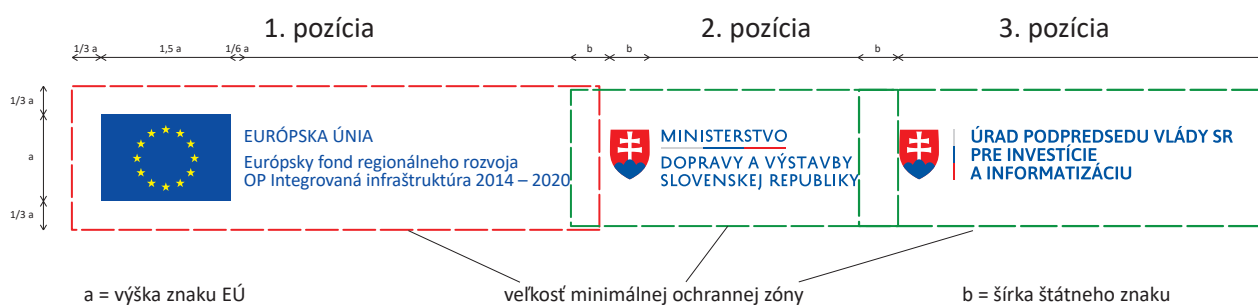 1. pozícia
2. pozícia
3. pozícia
1/3 a
1,5 a
1/6 a
b
b
b
1/3 a
a
1/3 a
EURÓPSKA ÚNIA
Európsky fond regionálneho rozvoja
OP Integrovaná infraštruktúra 2014 – 2020
MINISTERSTVO
DOPRAVY A VÝSTAVBY
SLOVENSKEJ REPUBLIKY
ÚRAD PODPREDSEDU VLÁDY SR
PRE INVESTÍCIE
A INFORMATIZÁCIU
a = výška znaku EÚ
veľkosť minimálnej ochrannej zóny
b = šírka štátneho znaku